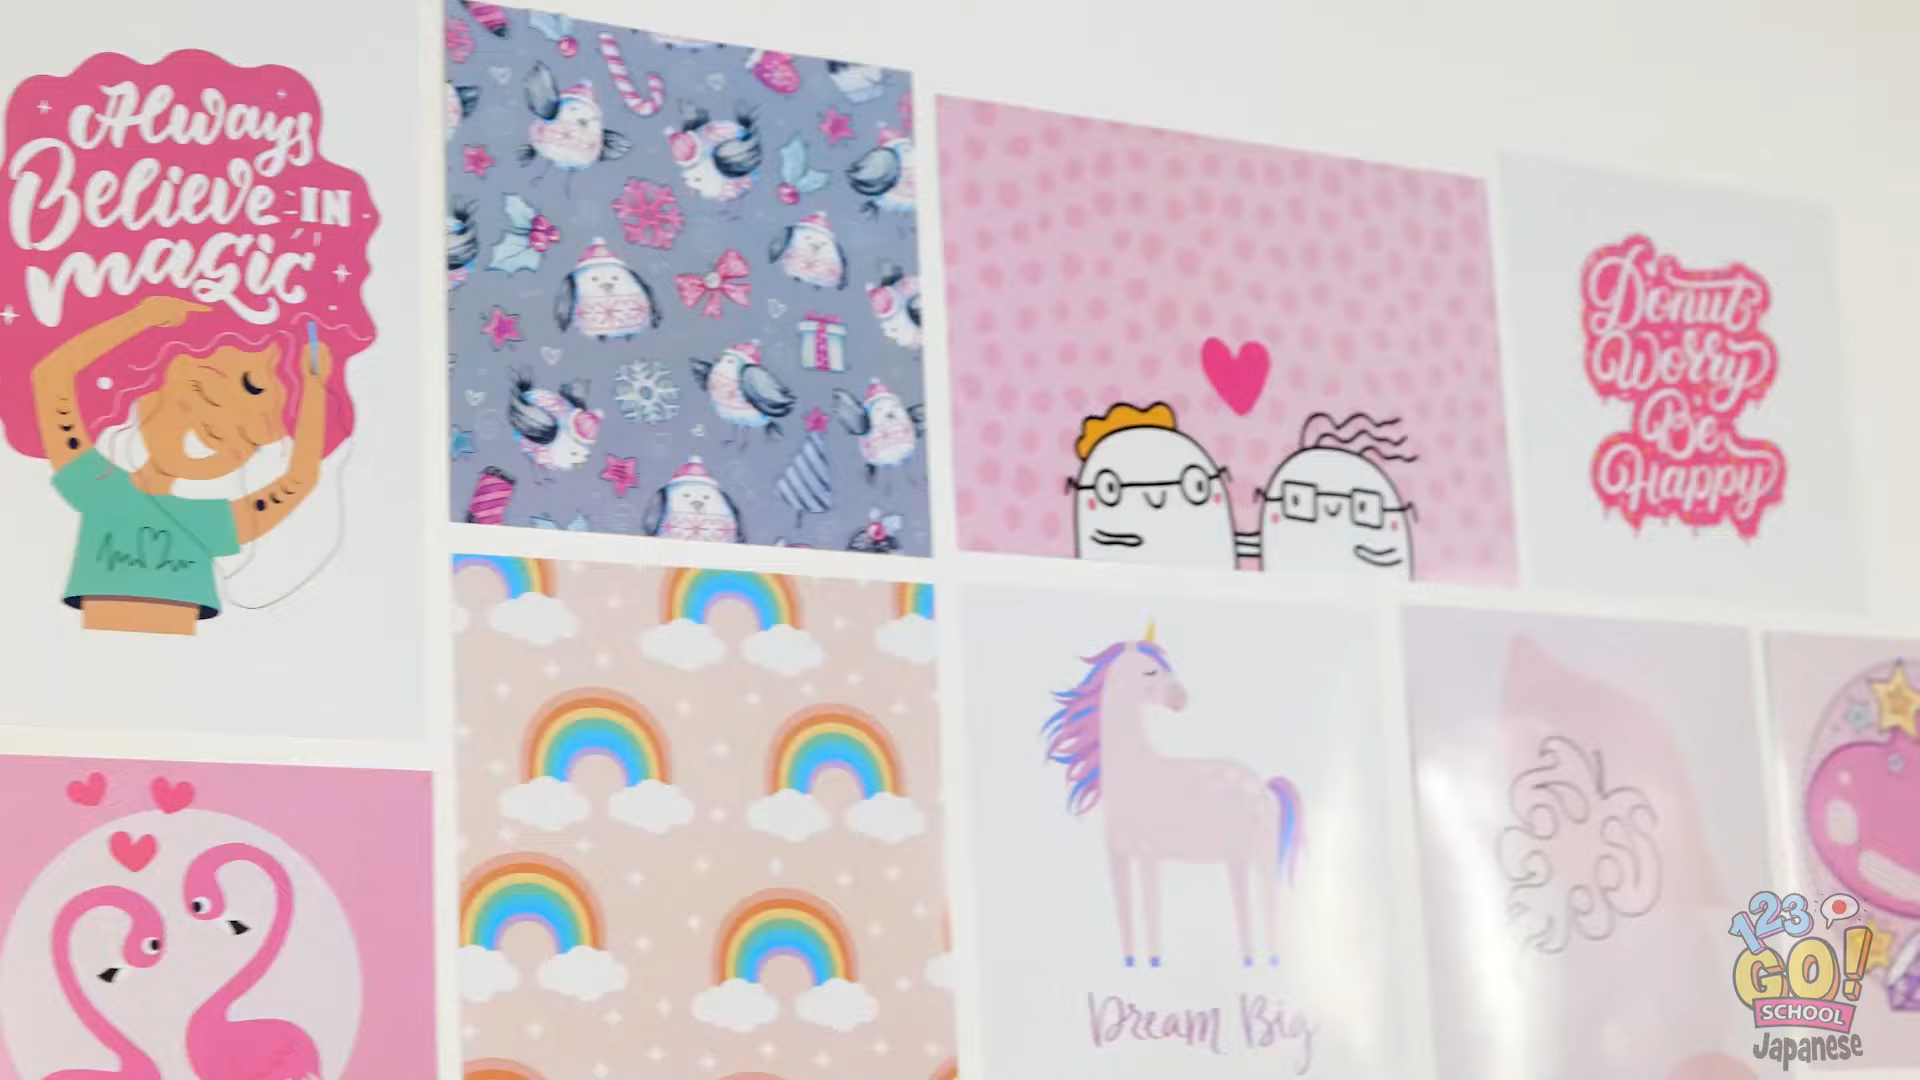 Always
Believe IN
magic
Donut
Worry
Be
Happy
Dream Big
123
GO!
SCHOOL
Japanese